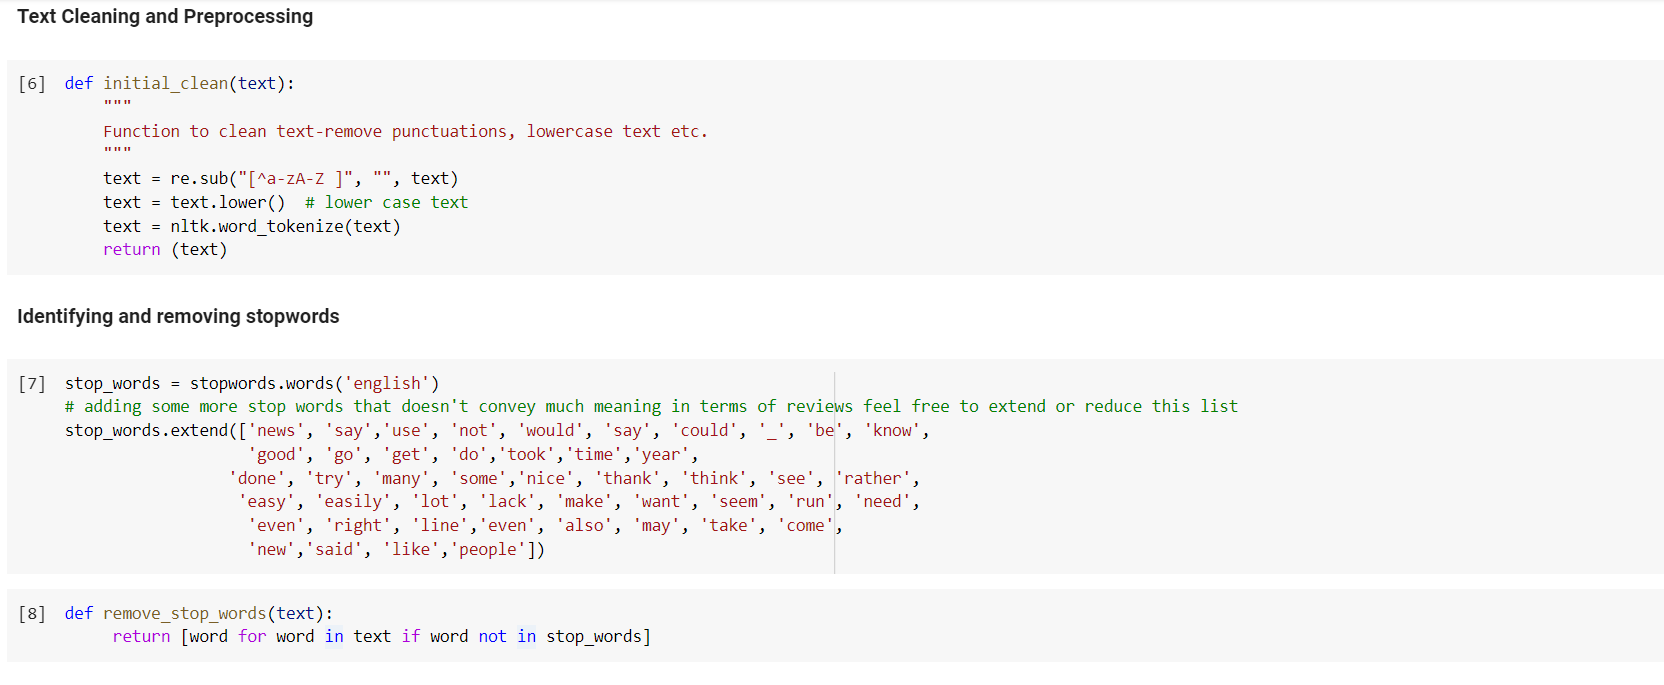 Text Cleaning and Preprocessing
[6] def initial_clean(text):
"""
Function to clean text-remove punctuations, lowercase text etc.
"""
text = re.sub("[^a-zA-Z ]", "", text)
text = text.lower()  # lower case text
text = nltk.word_tokenize(text)
return (text)
Identifying and removing stopwords
[7] stop_words = stopwords.words('english')
# adding some more stop words that doesn't convey much meaning in terms of reviews feel free to extend or reduce this list
stop_words.extend(['news', 'say','use', 'not', 'would', 'say', 'could', '_', 'be', 'know',
'good', 'go', 'get', 'do','took','time','year',
'done', 'try', 'many', 'some','nice', 'thank', 'think', 'see', 'rather',
'easy', 'easily', 'lot', 'lack', 'make', 'want', 'seem', 'run', 'need',
'even', 'right', 'line','even', 'also', 'may', 'take', 'come',
'new','said', 'like','people'])
[8] def remove_stop_words(text):
return [word for word in text if word not in stop_words]